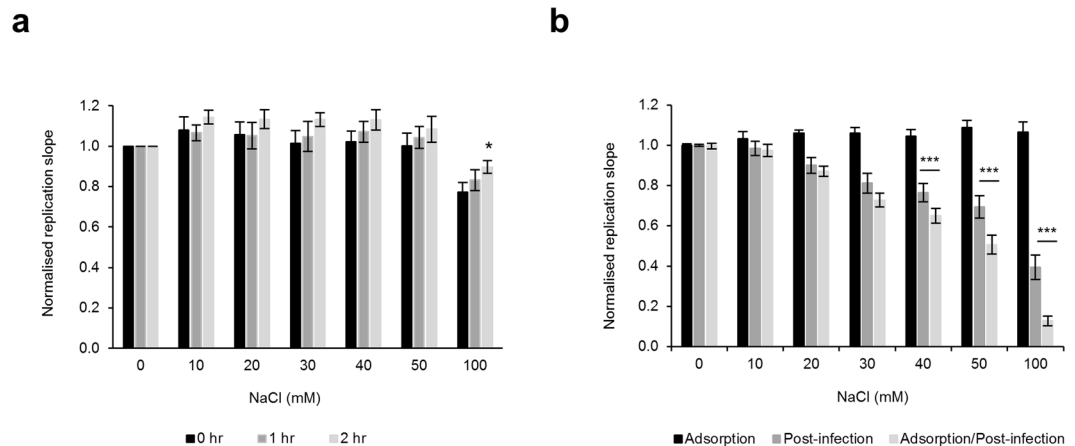 a
Normalised replication slope
1.2
1.0
0.8
0.6
0.4
0.2
0.0
*
0 10 20 30 40 50 100
NaCl (mM)
0 hr 1 hr 2 hr
b
Normalised replication slope
1.2
1.0
0.8
0.6
0.4
0.2
0.0
*** *** ***
0 10 20 30 40 50 100
NaCl (mM)
Adsorption Post-infection Adsorption/Post-infection